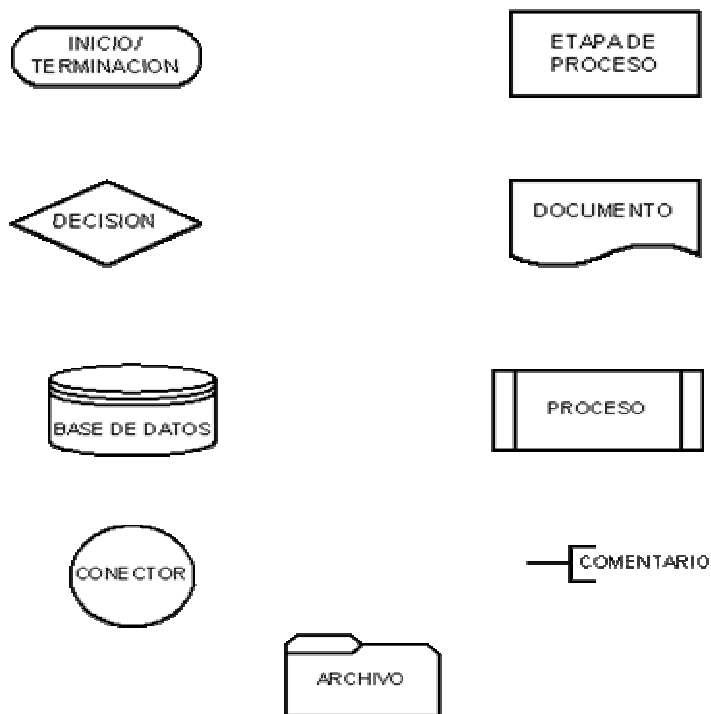 INICIO/
TERMINACION
ETAPA DE
PROCESO
DECISION
DOCUMENTO
BASE DE DATOS
PROCESO
CONECTOR
COMENTARIO
ARCHIVO